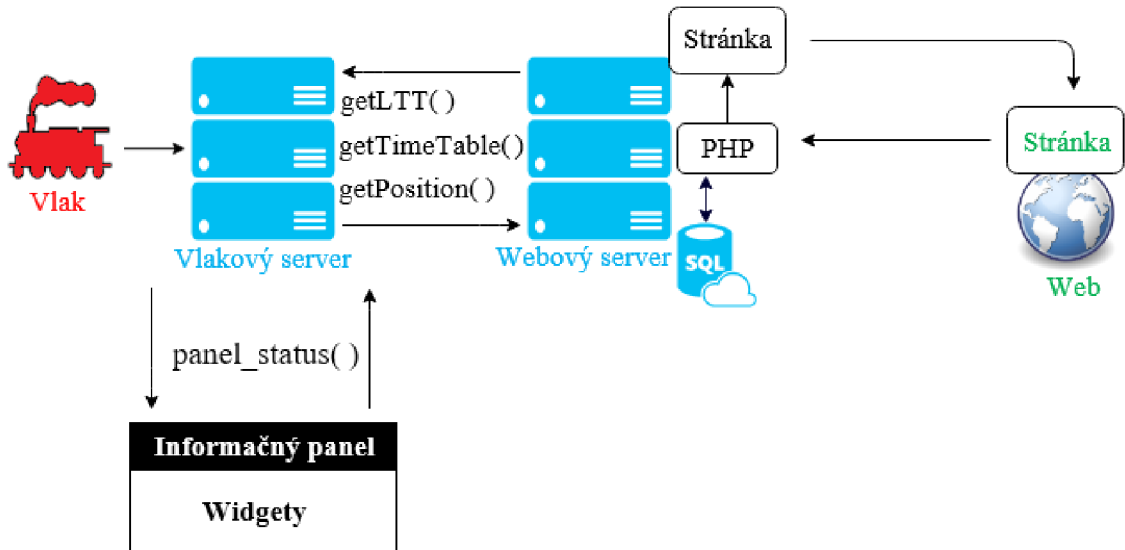 Stránka
getLTT( )
getTimeTable( )
getPosition( )
PHP
Stránka
Vlak
Vlakový server
Webový server
SQL
Web
panel_status( )
Informačný panel
Widgety